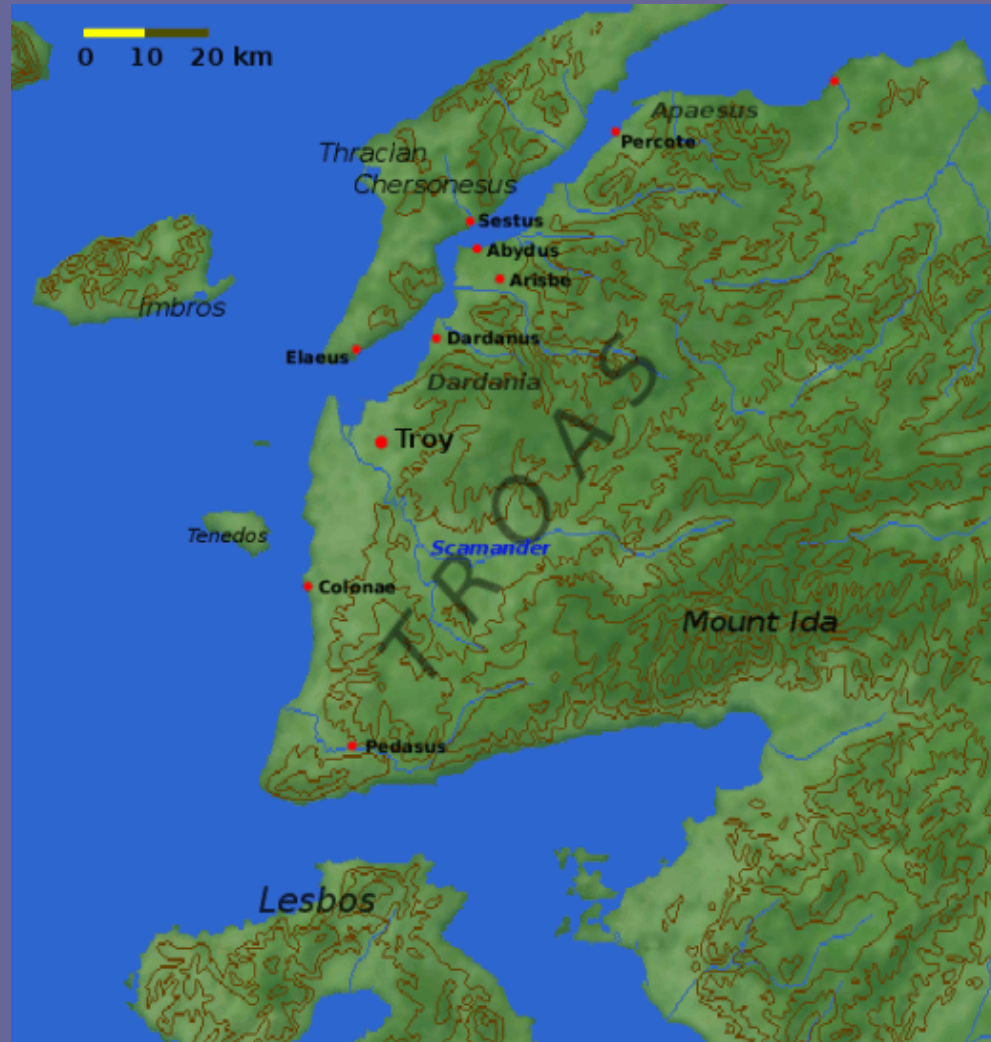 0 10 20 km
Apaesus
Percote
Thracian
Chersonesus
Sestus
Abydus
Arisbe
Imbros
Dardanus
Elaeus
Dardania
Troy
TROAS
Tenedos
Scamander
Colonae
Mount Ida
Pedasus
Lesbos